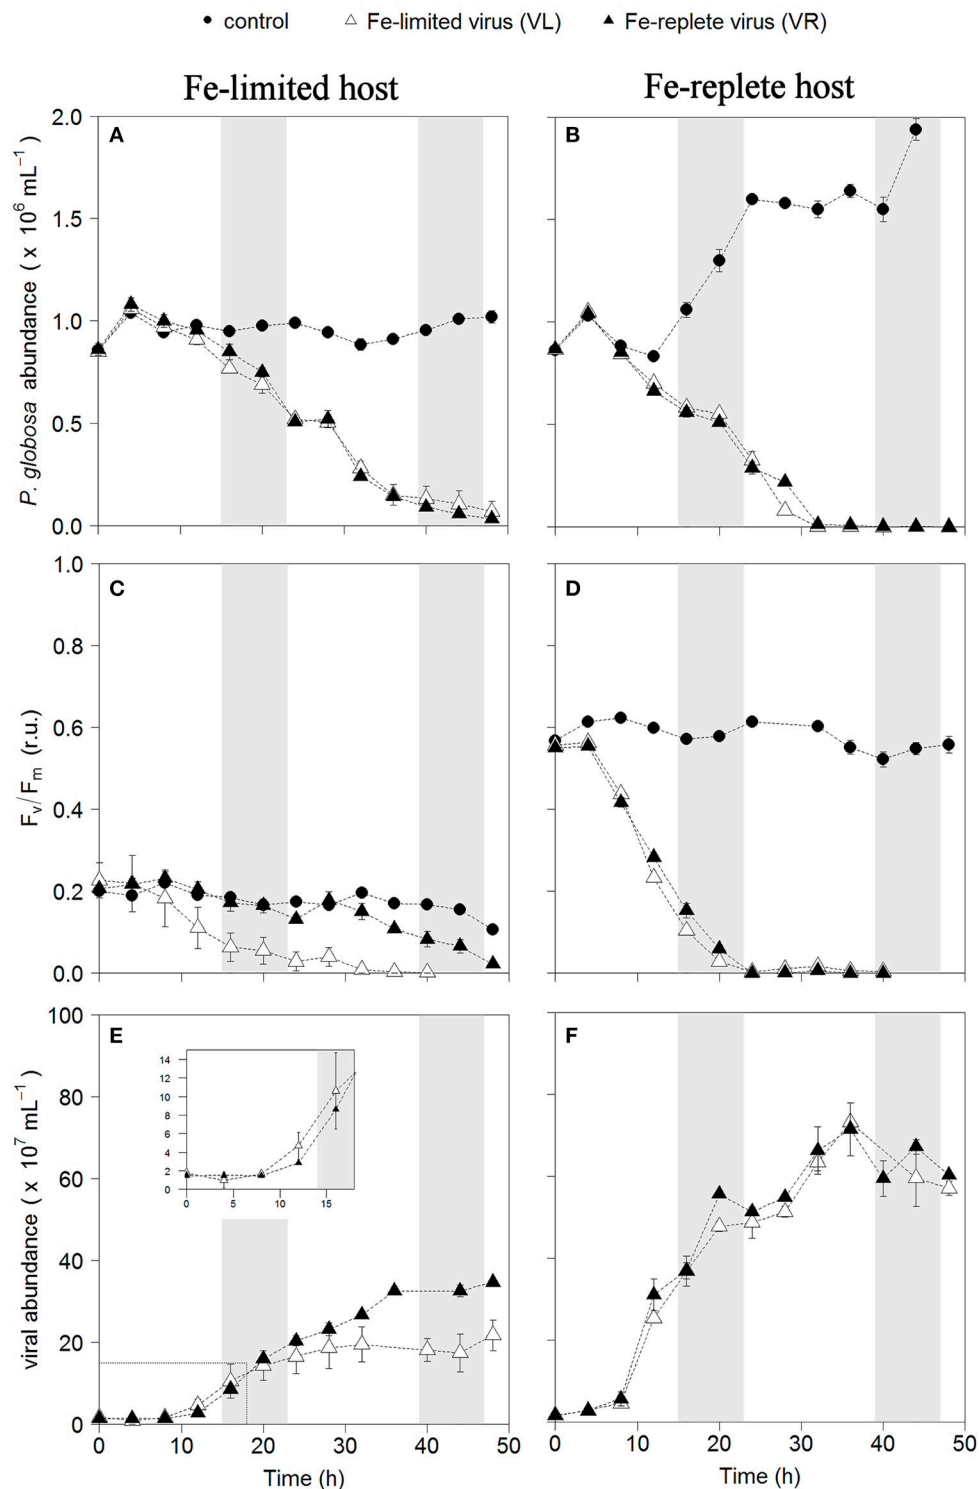 control Fe-limited virus (VL) Fe-replete virus (VR)
Fe-limited host Fe-replete host
A
2.0
1.5
1.0
0.5
0.0
P. globosa abundance ( x 10⁶ mL⁻¹ )
B
C
1.0
0.8
0.6
0.4
0.2
0.0
Fᵥ/Fₘ (r.u.)
D
E
100
80
60
40
20
0
viral abundance ( x 10⁷ mL⁻¹ )
14
12
10
8
6
4
2
0
0 5 10 15
0 10 20 30 40 50
Time (h)
F
0 10 20 30 40 50
Time (h)